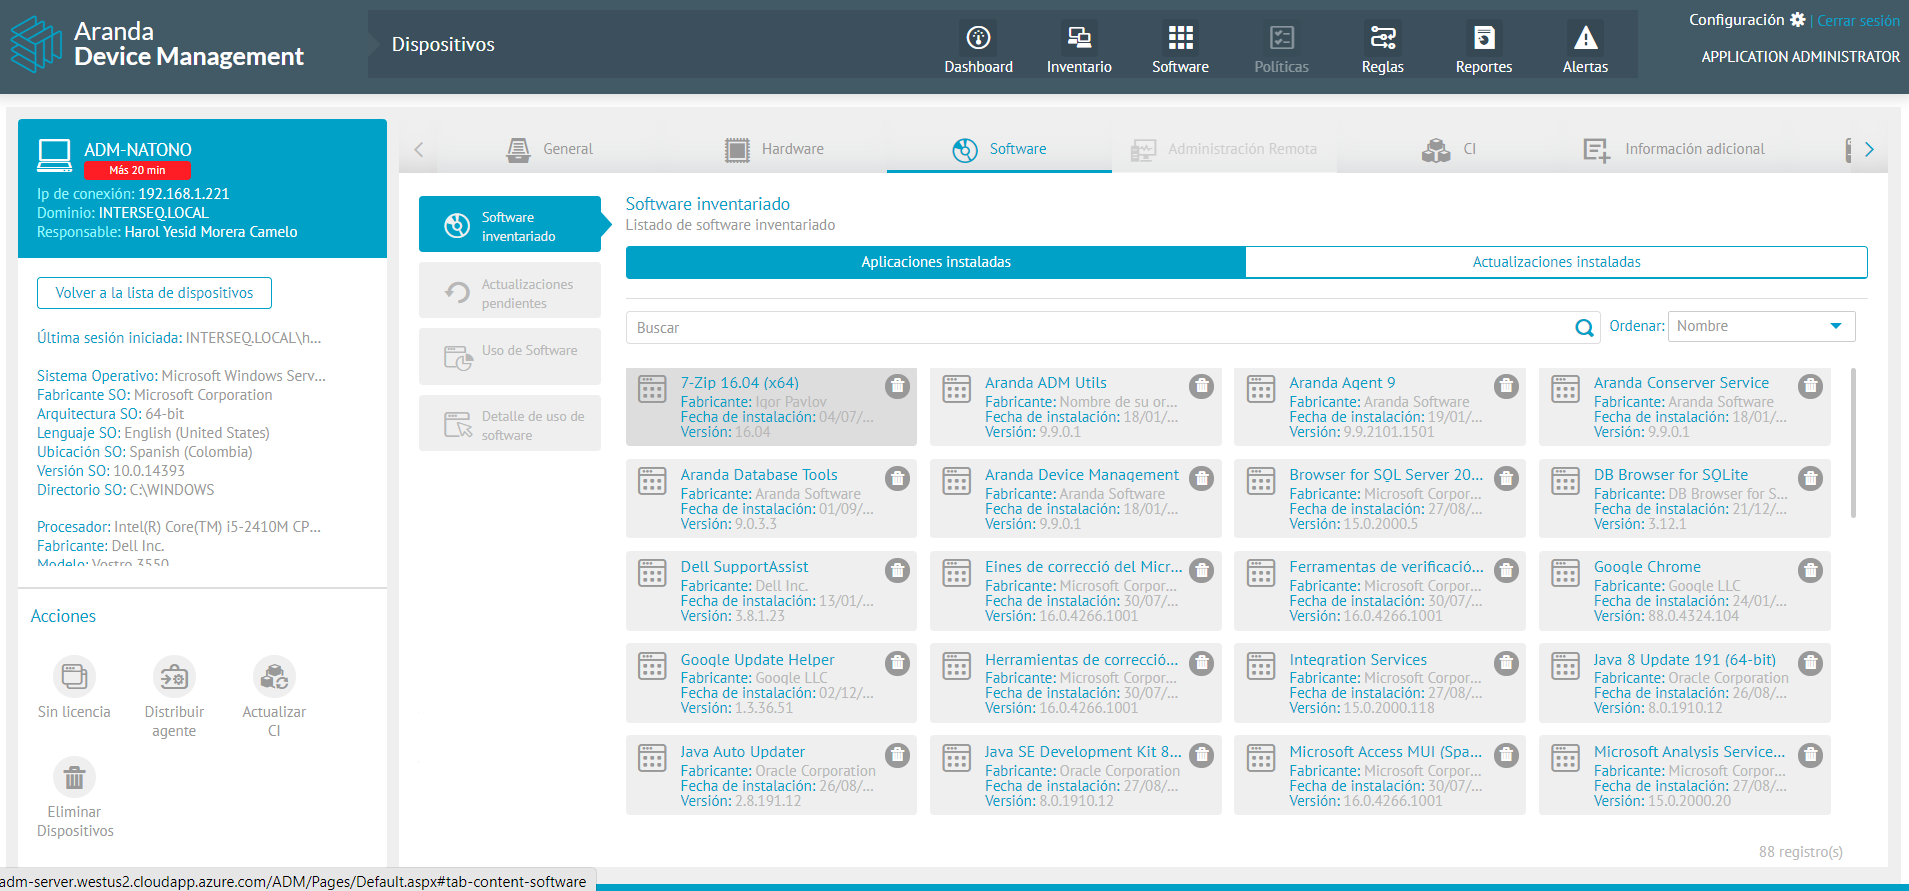 Aranda
Device Management
Dispositivos
Dashboard
Inventario
Software
Políticas
Reglas
Reportes
Alertas
Configuración | Cerrar sesión
APPLICATION ADMINISTRATOR
ADM-NATONO
Más 20 min
Ip de conexión: 192.168.1.221
Dominio: INTERSEQ.LOCAL
Responsable: Harol Yesid Morera Camelo
Volver a la lista de dispositivos
Última sesión iniciada: INTERSEQ.LOCAL\h...
Sistema Operativo: Microsoft Windows Serv...
Fabricante SO: Microsoft Corporation
Arquitectura SO: 64-bit
Lenguaje SO: English (United States)
Ubicación SO: Spanish (Colombia)
Versión SO: 10.0.14393
Directorio SO: C:\WINDOWS
Procesador: Intel(R) Core(TM) i5-2410M CP...
Fabricante: Dell Inc.
Modelo: Vostro 3550
Acciones
Sin licencia
Distribuir
agente
Actualizar
CI
Eliminar
Dispositivos
General
Hardware
Software
Administración Remota
CI
Información adicional
Software
inventariado
Actualizaciones
pendientes
Uso de Software
Detalle de uso de
software
Software inventariado
Listado de software inventariado
Aplicaciones instaladas
Actualizaciones instaladas
Buscar
Ordenar: Nombre
7-Zip 16.04 (x64)
Fabricante: Igor Pavlov
Fecha de instalación: 04/07/...
Versión: 16.04
Aranda ADM Utils
Fabricante: Nombre de su or...
Fecha de instalación: 18/01/...
Versión: 9.9.0.1
Aranda Agent 9
Fabricante: Aranda Software
Fecha de instalación: 19/01/...
Versión: 9.9.2101.1501
Aranda Conserver Service
Fabricante: Aranda Software
Fecha de instalación: 18/01/...
Versión: 9.9.0.1
Aranda Database Tools
Fabricante: Aranda Software
Fecha de instalación: 01/09/...
Versión: 9.0.3.3
Aranda Device Management
Fabricante: Aranda Software
Fecha de instalación: 18/01/...
Versión: 9.9.0.1
Browser for SQL Server 20...
Fabricante: Microsoft Corpor...
Fecha de instalación: 27/08/...
Versión: 15.0.2000.5
DB Browser for SQLite
Fabricante: DB Browser for S...
Fecha de instalación: 21/12/...
Versión: 3.12.1
Dell SupportAssist
Fabricante: Dell Inc.
Fecha de instalación: 13/01/...
Versión: 3.8.1.23
Eines de correcció del Micr...
Fabricante: Microsoft Corpor...
Fecha de instalación: 30/07/...
Versión: 16.0.4266.1001
Ferramentas de verificació...
Fabricante: Microsoft Corpor...
Fecha de instalación: 30/07/...
Versión: 16.0.4266.1001
Google Chrome
Fabricante: Google LLC
Fecha de instalación: 24/01/...
Versión: 88.0.4324.104
Google Update Helper
Fabricante: Google LLC
Fecha de instalación: 02/12/...
Versión: 1.3.36.51
Herramientas de correcció...
Fabricante: Microsoft Corpor...
Fecha de instalación: 30/07/...
Versión: 16.0.4266.1001
Integration Services
Fabricante: Microsoft Corpor...
Fecha de instalación: 27/08/...
Versión: 15.0.2000.118
Java 8 Update 191 (64-bit)
Fabricante: Oracle Corporation
Fecha de instalación: 26/08/...
Versión: 8.0.1910.12
Java Auto Updater
Fabricante: Oracle Corporation
Fecha de instalación: 26/08/...
Versión: 2.8.191.12
Java SE Development Kit 8...
Fabricante: Oracle Corporation
Fecha de instalación: 27/08/...
Versión: 8.0.1910.12
Microsoft Access MUI (Spa...
Fabricante: Microsoft Corpor...
Fecha de instalación: 30/07/...
Versión: 16.0.4266.1001
Microsoft Analysis Service...
Fabricante: Microsoft Corpor...
Fecha de instalación: 27/08/...
Versión: 15.0.2000.20
88 registro(s)
adm-server.westus2.cloudapp.azure.com/ADM/Pages/Default.aspx#tab-content-software